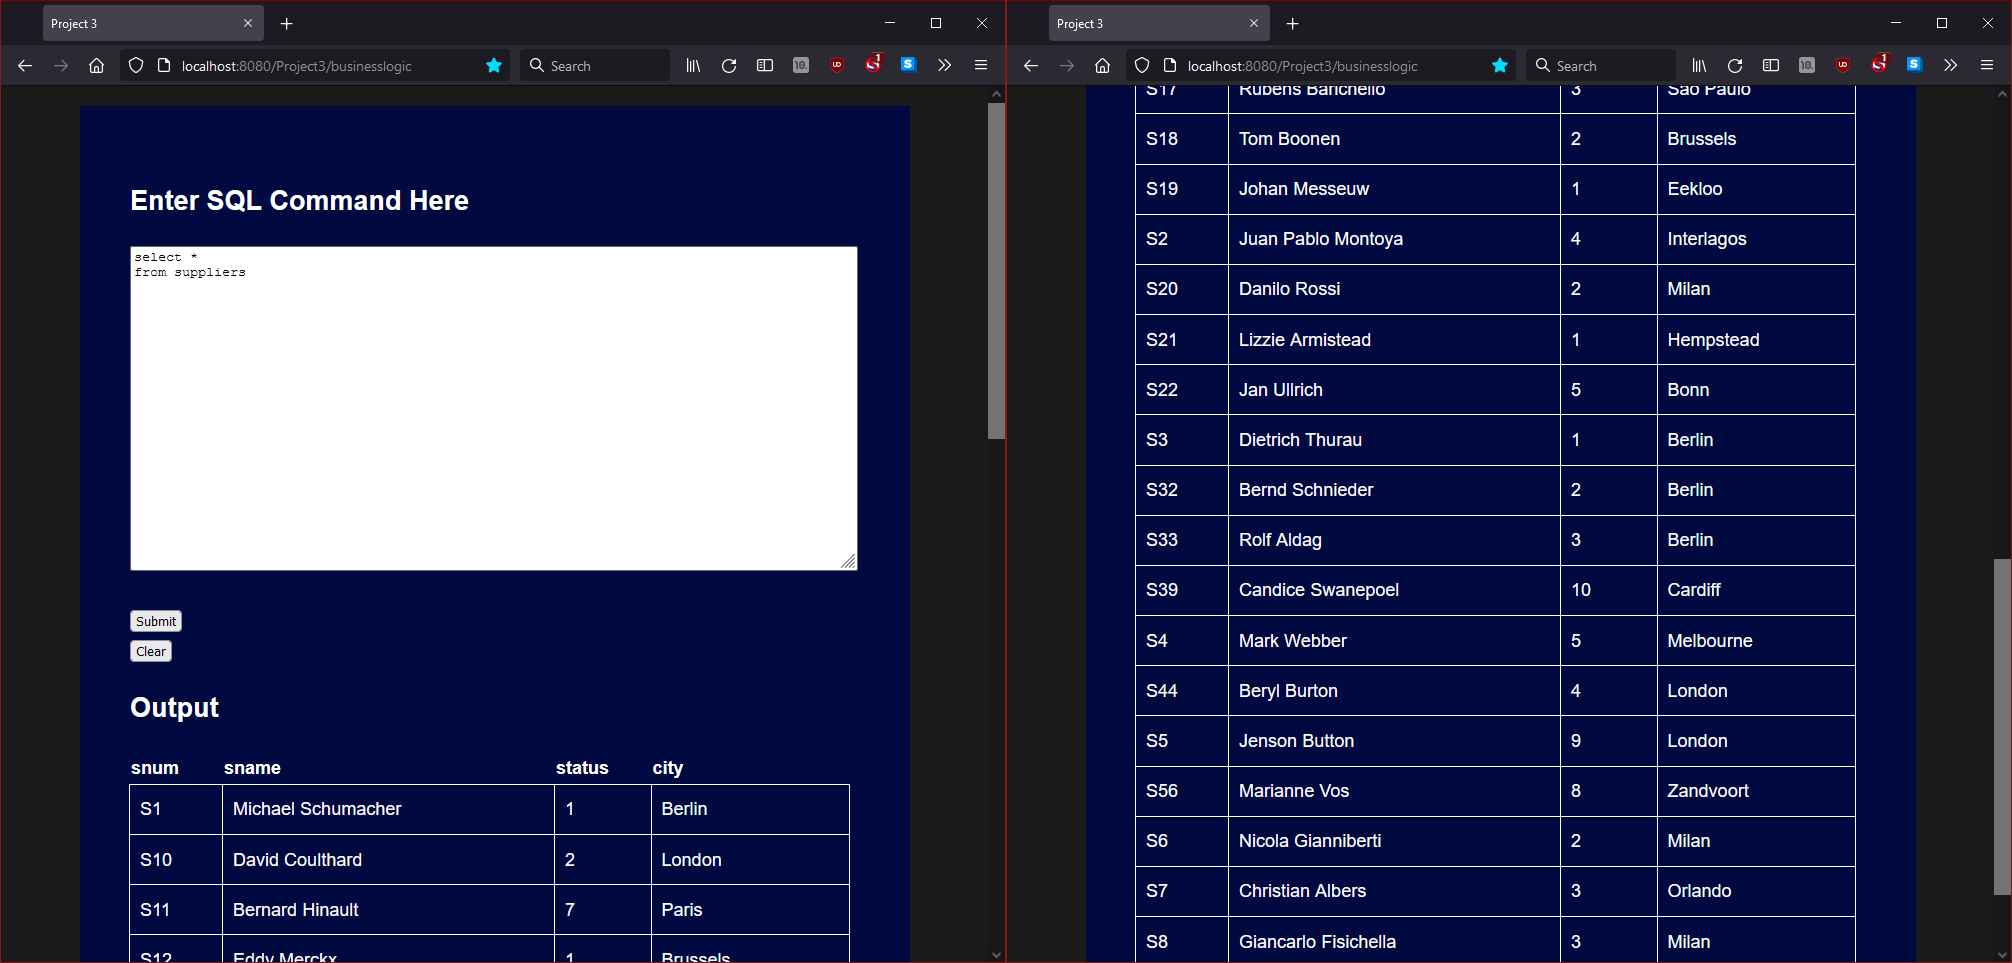 Project 3
localhost:8080/Project3/businesslogic
Search
1
S
Enter SQL Command Here
select *
from suppliers
Submit
Clear
Output
snum sname status city
S1 Michael Schumacher 1 Berlin
S10 David Coulthard 2 London
S11 Bernard Hinault 7 Paris
S12 Eddy Merckx 1 Brussels
Project 3
localhost:8080/Project3/businesslogic
Search
1
S
S17 Rubens Barichello 3 Sao Paulo
S18 Tom Boonen 2 Brussels
S19 Johan Messeuw 1 Eekloo
S2 Juan Pablo Montoya 4 Interlagos
S20 Danilo Rossi 2 Milan
S21 Lizzie Armistead 1 Hempstead
S22 Jan Ullrich 5 Bonn
S3 Dietrich Thurau 1 Berlin
S32 Bernd Schnieder 2 Berlin
S33 Rolf Aldag 3 Berlin
S39 Candice Swanepoel 10 Cardiff
S4 Mark Webber 5 Melbourne
S44 Beryl Burton 4 London
S5 Jenson Button 9 London
S56 Marianne Vos 8 Zandvoort
S6 Nicola Gianniberti 2 Milan
S7 Christian Albers 3 Orlando
S8 Giancarlo Fisichella 3 Milan